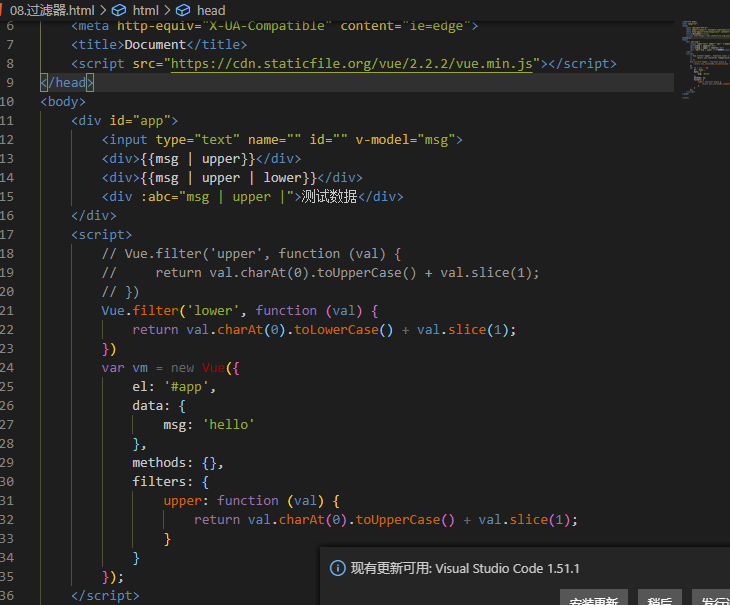 08.过滤器.html > html > head
6 <meta http-equiv="X-UA-Compatible" content="ie=edge">
7 <title>Document</title>
8 <script src="https://cdn.staticfile.org/vue/2.2.2/vue.min.js"></script>
9 </head>
10 <body>
11 <div id="app">
12 <input type="text" name="" id="" v-model="msg">
13 <div>{{msg | upper}}</div>
14 <div>{{msg | upper | lower}}</div>
15 <div :abc="msg | upper |">测试数据</div>
16 </div>
17 <script>
18 // Vue.filter('upper', function (val) {
19 // return val.charAt(0).toUpperCase() + val.slice(1);
20 // })
21 Vue.filter('lower', function (val) {
22 return val.charAt(0).toLowerCase() + val.slice(1);
23 })
24 var vm = new Vue({
25 el: '#app',
26 data: {
27 msg: 'hello'
28 },
29 methods: {},
30 filters: {
31 upper: function (val) {
32 return val.charAt(0).toUpperCase() + val.slice(1);
33 }
34 }
35 });
36 </script>
现有更新可用: Visual Studio Code 1.51.1
安装更新 稍后 发行